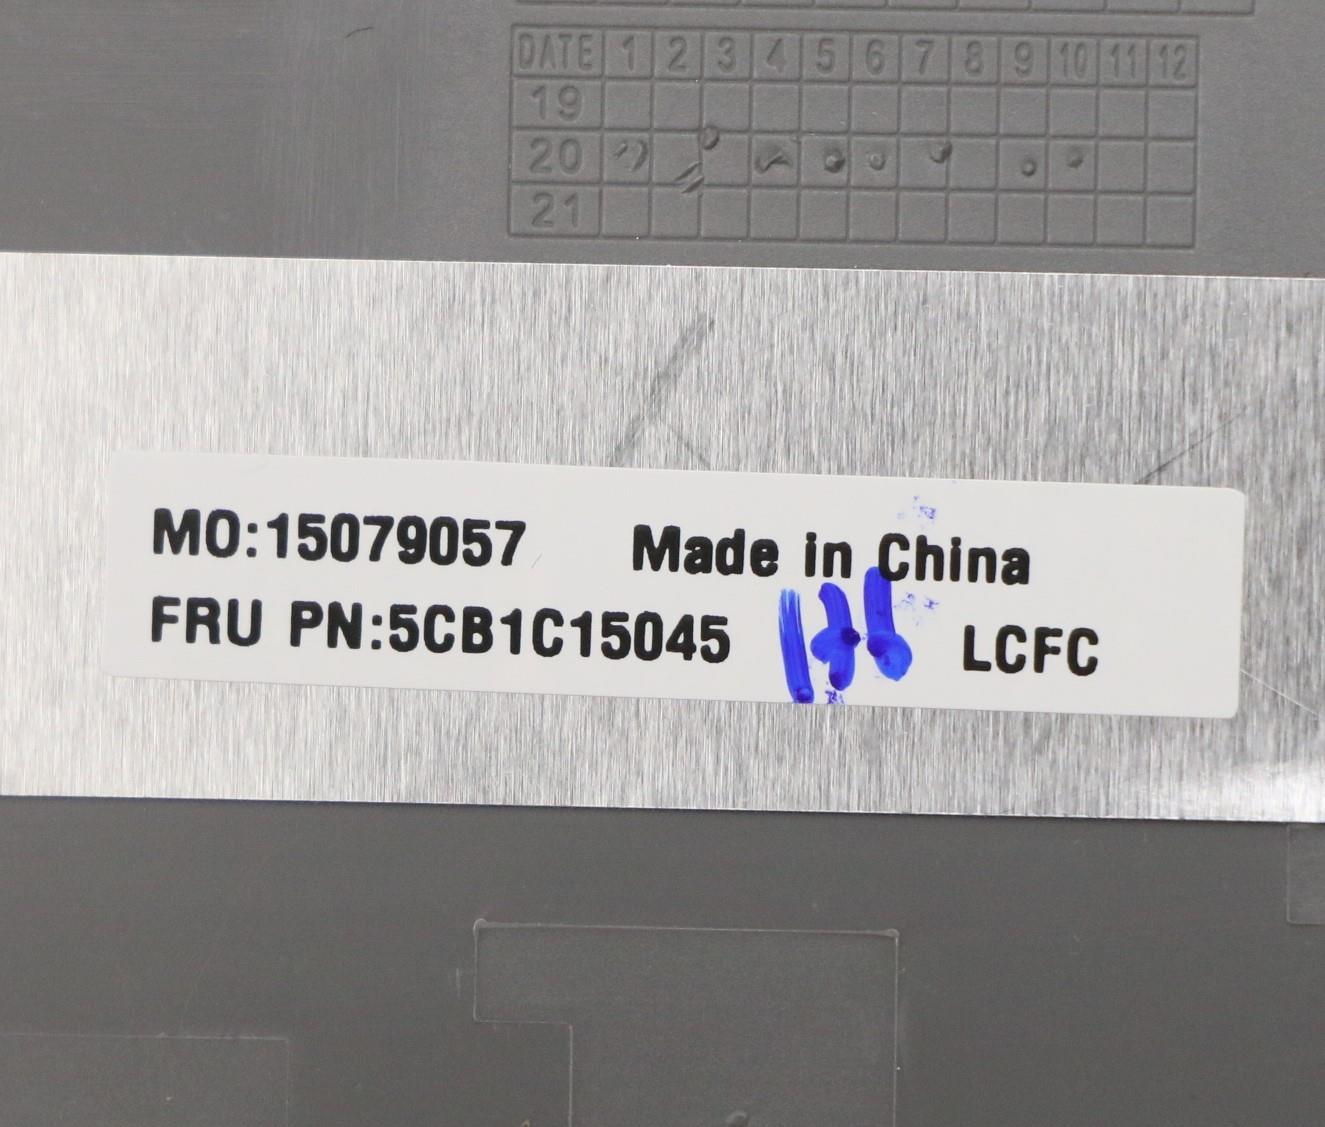 DATE 1 2 3 4 5 6 7 8 9 10 11 12
19
20
21
MO:15079057 Made in China
FRU PN:5CB1C15045 LCFC